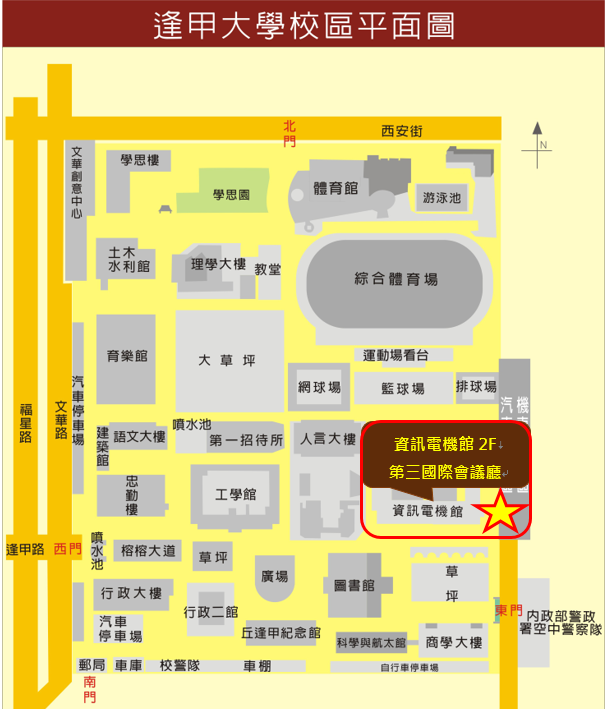 逢甲大學校區平面圖
北
門
西安街
N
文華創意中心
學思樓
學思園
體育館
游泳池
土木
水利館
理學大樓
教堂
綜合體育場
育樂館
大草坪
運動場看台
網球場
籃球場
排球場
汽車停車場
福星路
文華路
建築館
語文大樓
噴水池
第一招待所
人言大樓
資訊電機館 2F
第三國際會議廳
資訊電機館
忠勤樓
工學館
逢甲路
西門
噴水池
榕榕大道
草坪
廣場
圖書館
草
坪
行政大樓
行政二館
東門
內政部警政
署空中警察隊
汽車
停車場
丘逢甲紀念館
科學與航太館
商學大樓
郵局
車庫
校警隊
車棚
自行車停車場
南
門